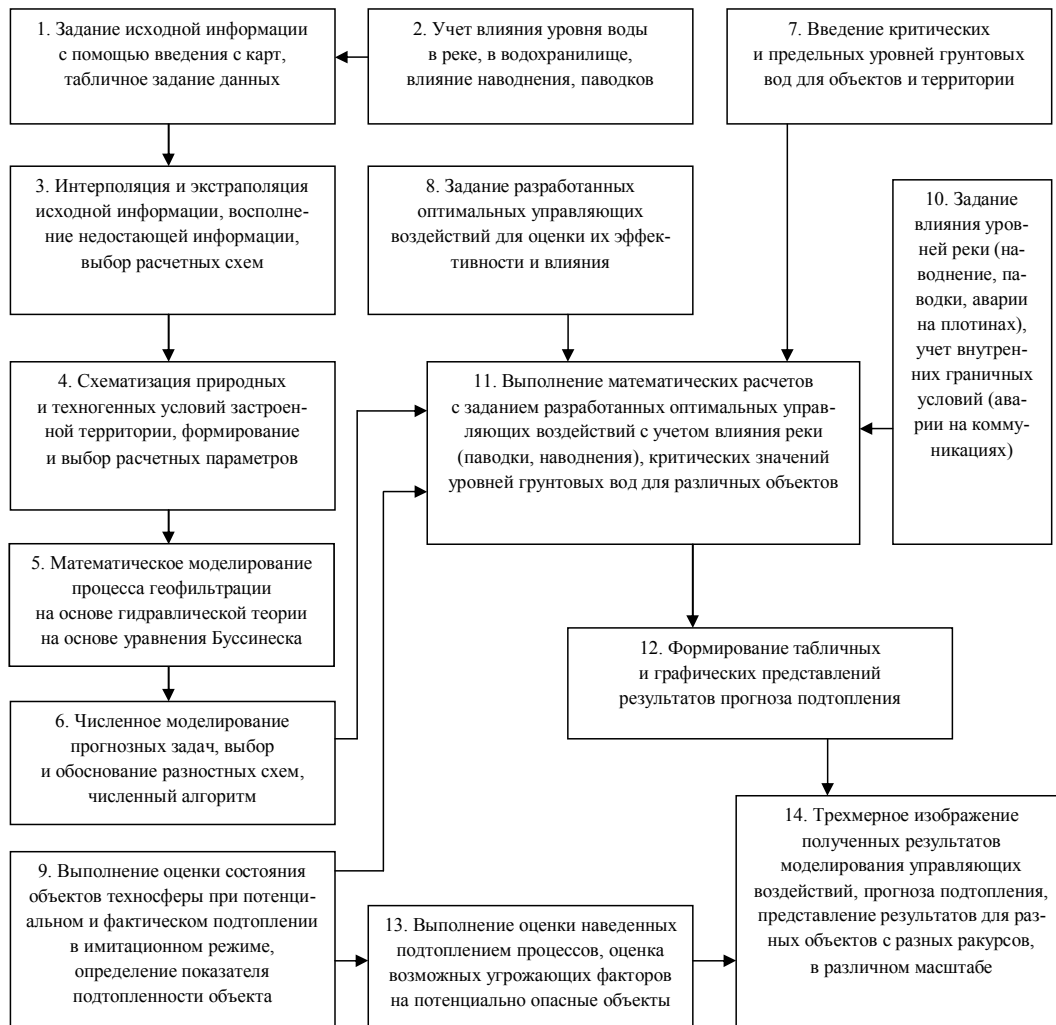 1. Задание исходной информации
с помощью введения с карт,
табличное задание данных
2. Учет влияния уровня воды
в реке, в водохранилище,
влияние наводнения, паводков
7. Введение критических
и предельных уровней грунтовых
вод для объектов и территории
3. Интерполяция и экстраполяция
исходной информации, восполне-
ние недостающей информации,
выбор расчетных схем
8. Задание разработанных
оптимальных управляющих
воздействий для оценки их эффек-
тивности и влияния
10. Задание
влияния уров-
ней реки (на-
воднение, па-
водки, аварии
на плотинах),
учет внутрен-
них граничных
условий (ава-
рии на комму-
никациях)
4. Схематизация природных
и техногенных условий застроен-
ной территории, формирование
и выбор расчетных параметров
11. Выполнение математических расчетов
с заданием разработанных оптимальных управ-
ляющих воздействий с учетом влияния реки
(паводки, наводнения), критических значений
уровней грунтовых вод для различных объектов
5. Математическое моделирование
процесса геофильтрации
на основе гидравлической теории
на основе уравнения Буссинеска
12. Формирование табличных
и графических представлений
результатов прогноза подтопления
6. Численное моделирование
прогнозных задач, выбор
и обоснование разностных схем,
численный алгоритм
9. Выполнение оценки состояния
объектов техносферы при потенци-
альном и фактическом подтоплении
в имитационном режиме,
определение показателя
подтопленности объекта
13. Выполнение оценки наведенных
подтоплением процессов, оценка
возможных угрожающих факторов
на потенциально опасные объекты
14. Трехмерное изображение
полученных результатов
моделирования управляющих
воздействий, прогноза подтопления,
представление результатов для раз-
ных объектов с разных ракурсов,
в различном масштабе